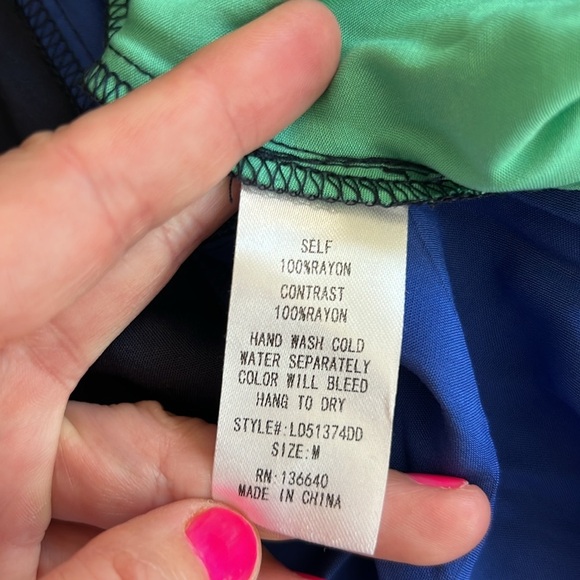 SELF
100%RAYON
CONTRAST
100%RAYON
HAND WASH COLD
WATER SEPARATELY
COLOR WILL BLEED
HANG TO DRY
STYLE#:LD51374DD
SIZE:M
RN:136640
MADE IN CHINA